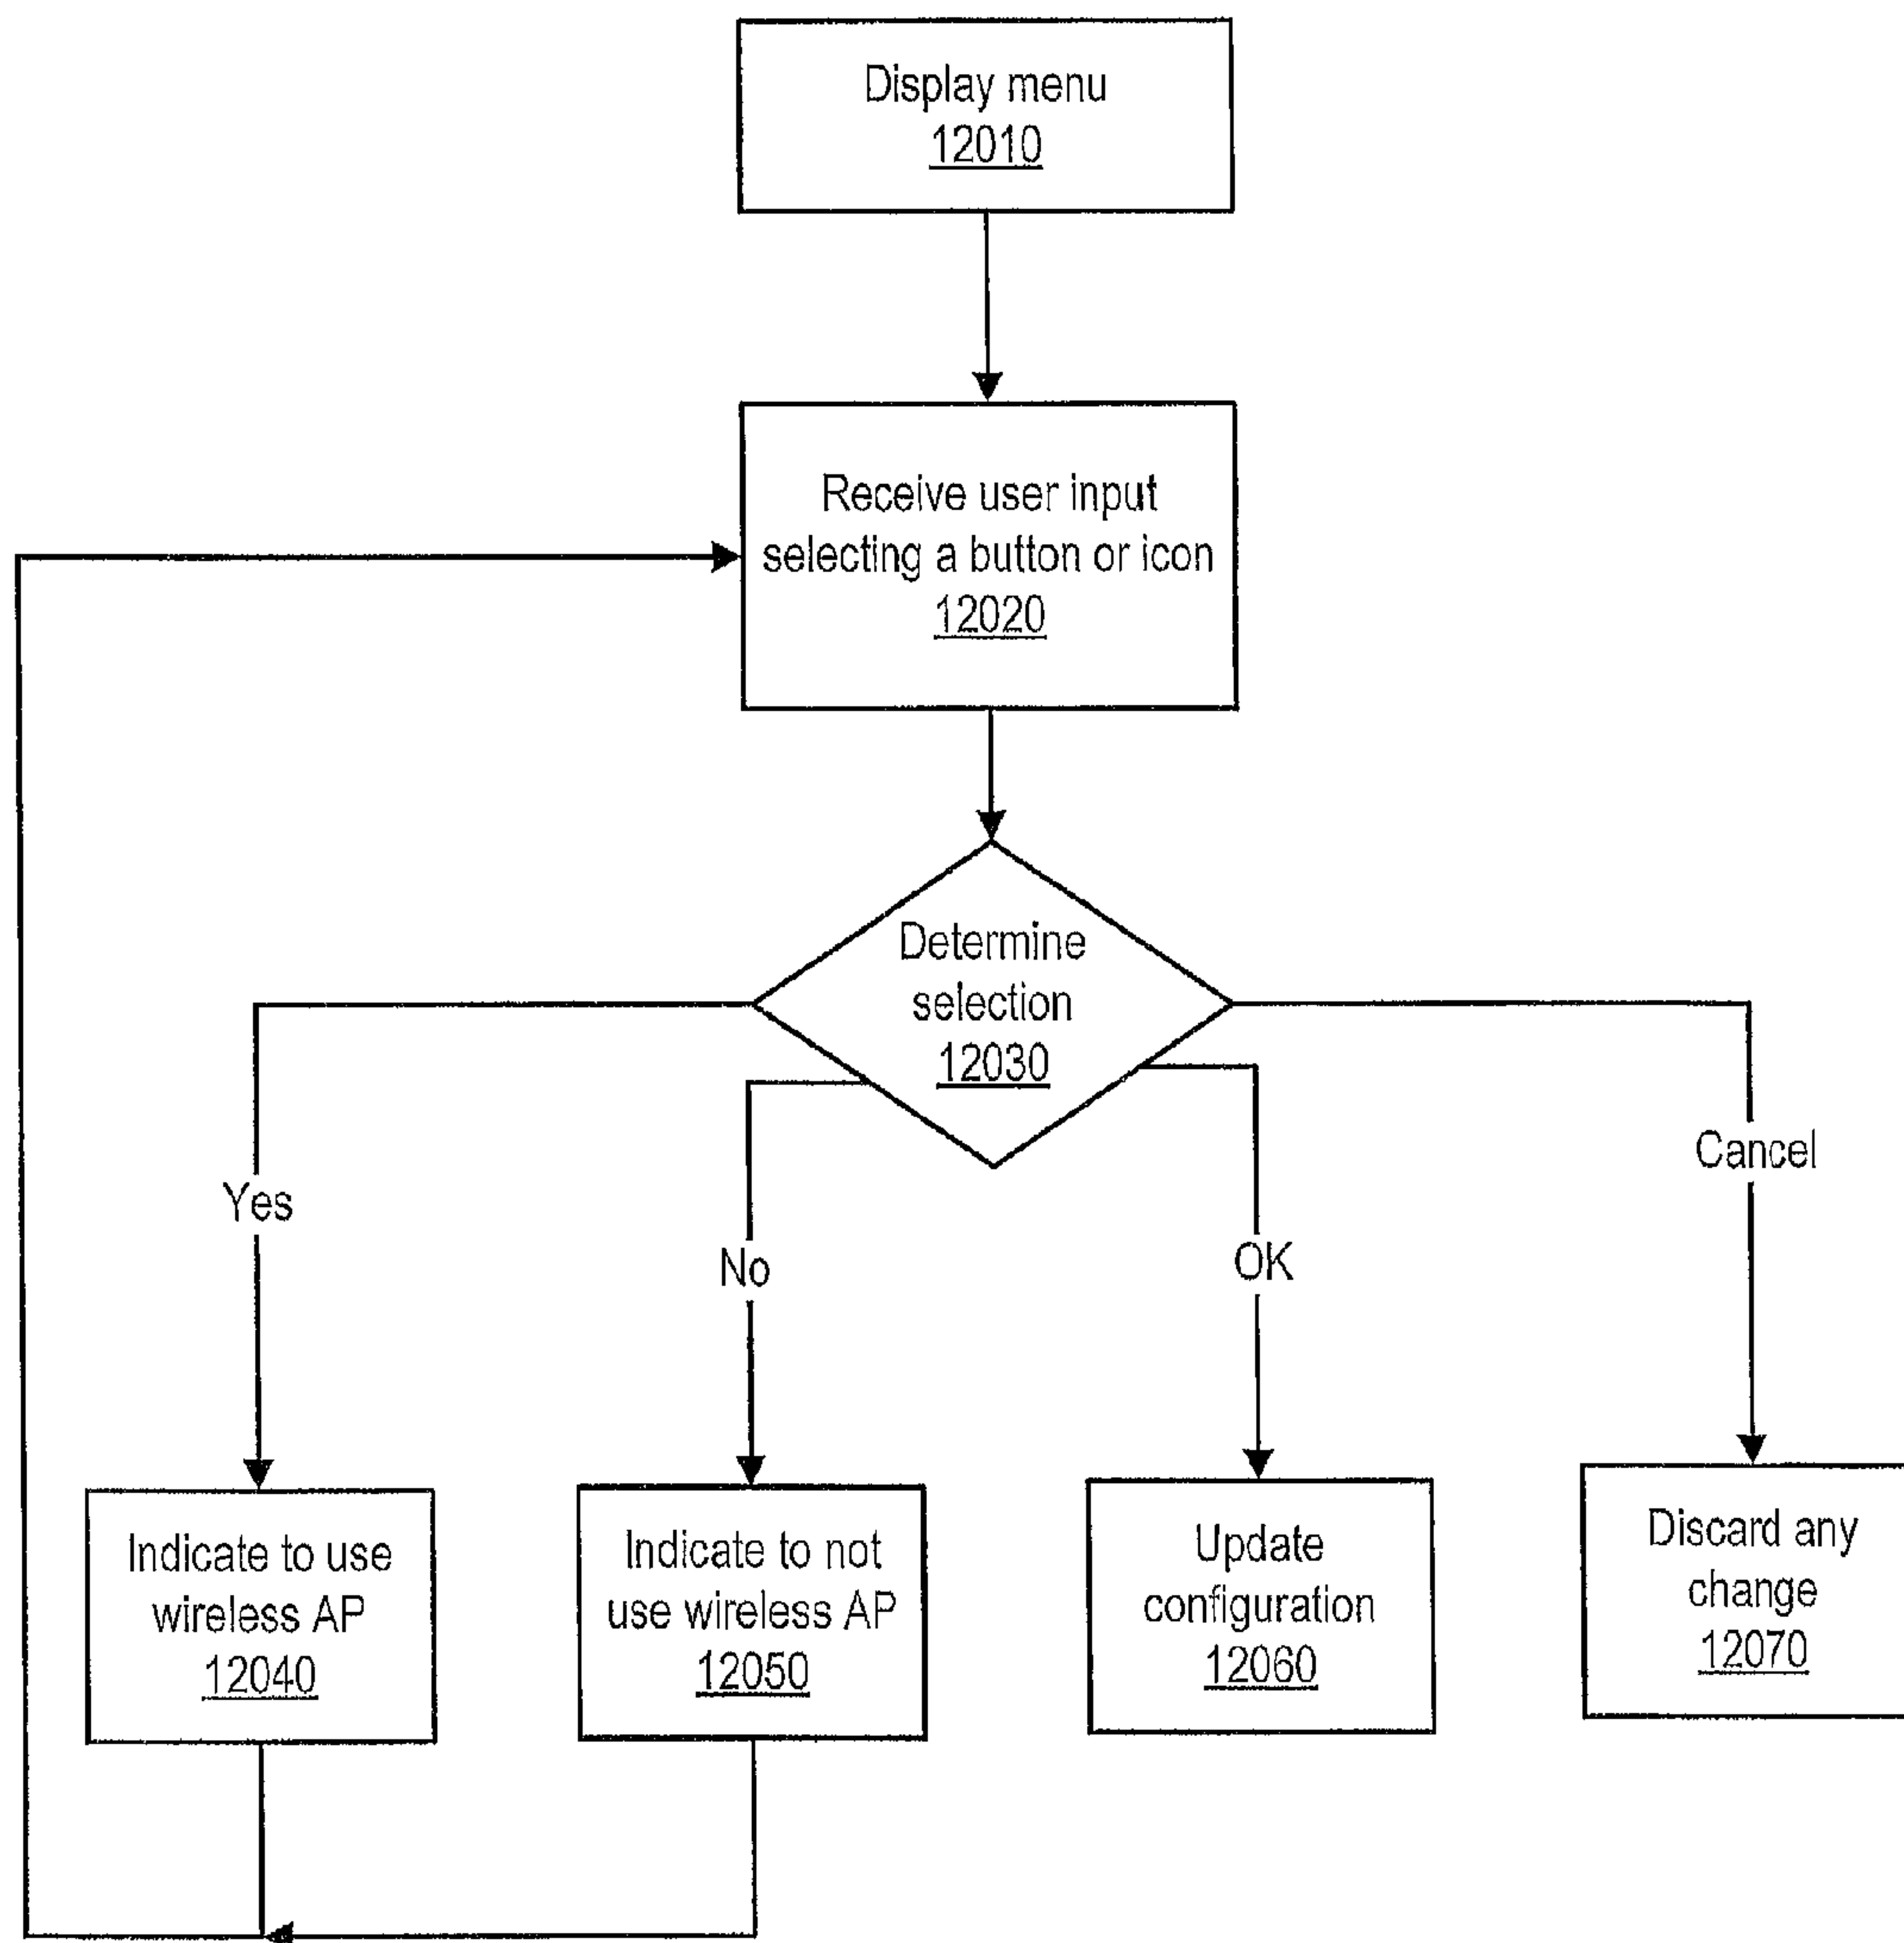 Display menu
12010
Receive user input
selecting a button or icon
12020
Determine
selection
12030
Yes
No
OK
Cancel
Indicate to use
wireless AP
12040
Indicate to not
use wireless AP
12050
Update
configuration
12060
Discard any
change
12070